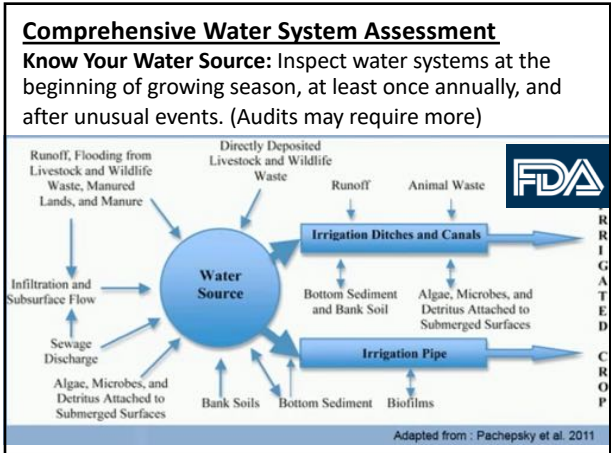 Comprehensive Water System Assessment
Know Your Water Source: Inspect water systems at the
beginning of growing season, at least once annually, and
after unusual events. (Audits may require more)
Runoff, Flooding from
Livestock and Wildlife
Waste, Manured
Lands, and Manure
Directly Deposited
Livestock and Wildlife
Waste
Runoff
Animal Waste
FDA
Irrigation Ditches and Canals
Water
Source
Infiltration and
Subsurface Flow
Bottom Sediment
and Bank Soil
Algae, Microbes, and
Detritus Attached to
Submerged Surfaces
Sewage
Discharge
Irrigation Pipe
Algae, Microbes, and
Detritus Attached to
Submerged Surfaces
Bank Soils
Bottom Sediment
Biofilms
R
R
I
G
A
T
E
D
C
R
O
P
Adapted from : Pachepsky et al. 2011